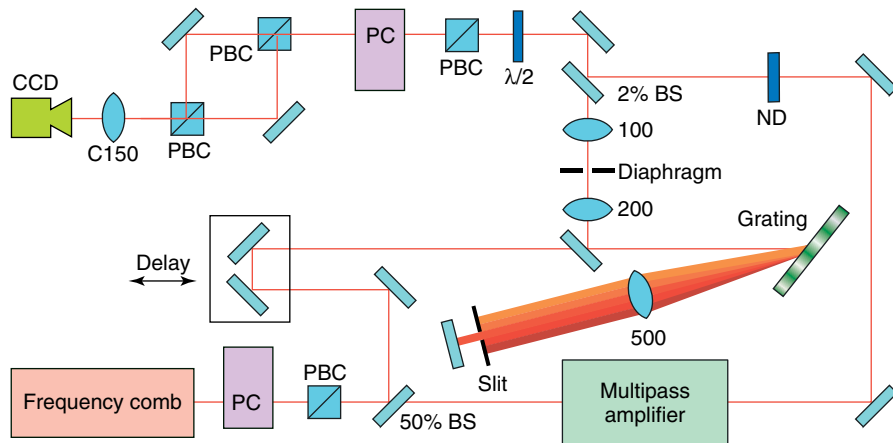 PC
PBC
PBC
λ/2
CCD
2% BS
ND
100
C150
PBC
Diaphragm
200
Grating
Delay
500
Slit
PBC
Frequency comb
PC
50% BS
Multipass
amplifier